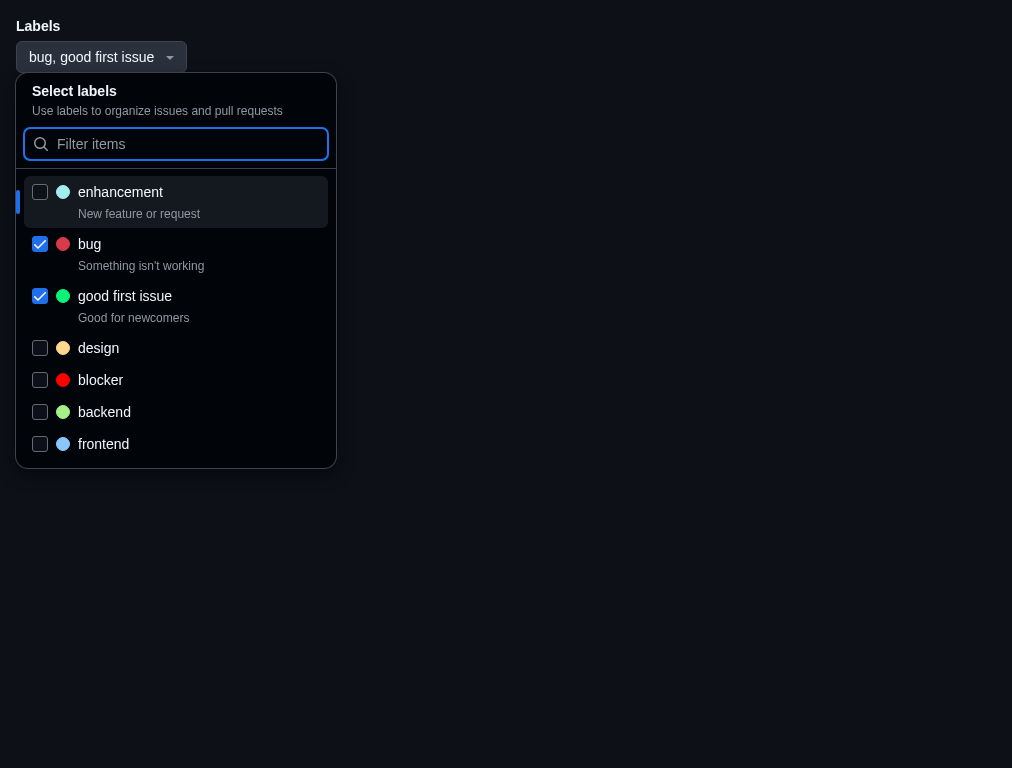 Labels
bug, good first issue
Select labels
Use labels to organize issues and pull requests
Filter items
enhancement
New feature or request
bug
Something isn't working
good first issue
Good for newcomers
design
blocker
backend
frontend